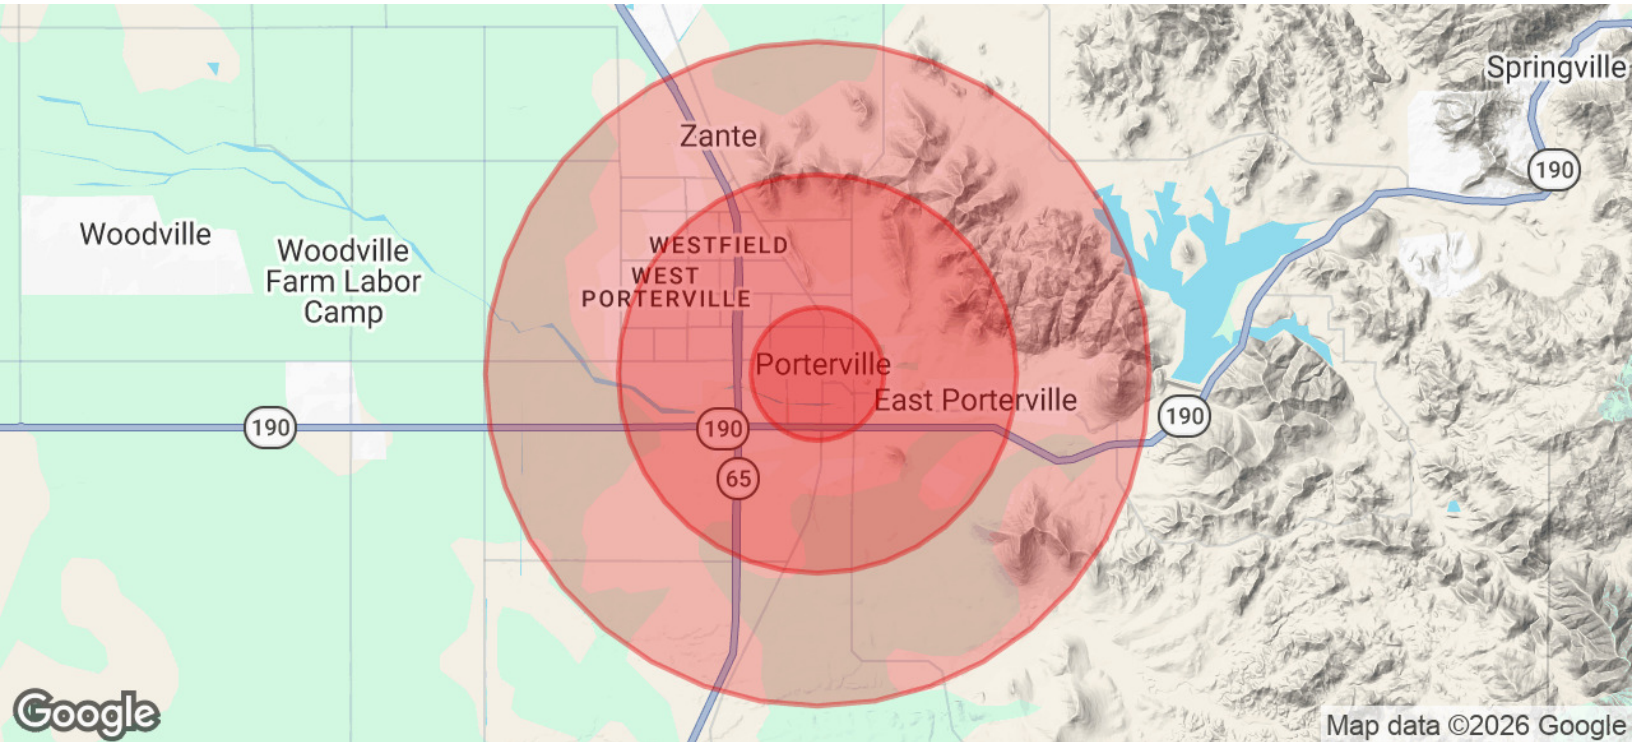 Springville
Zante
190
Woodville
WESTFIELD
Woodville
Farm Labor
Camp
WEST
PORTERVILLE
Porterville
East Porterville
190
190
190
65
Google
Map data ©2026 Google